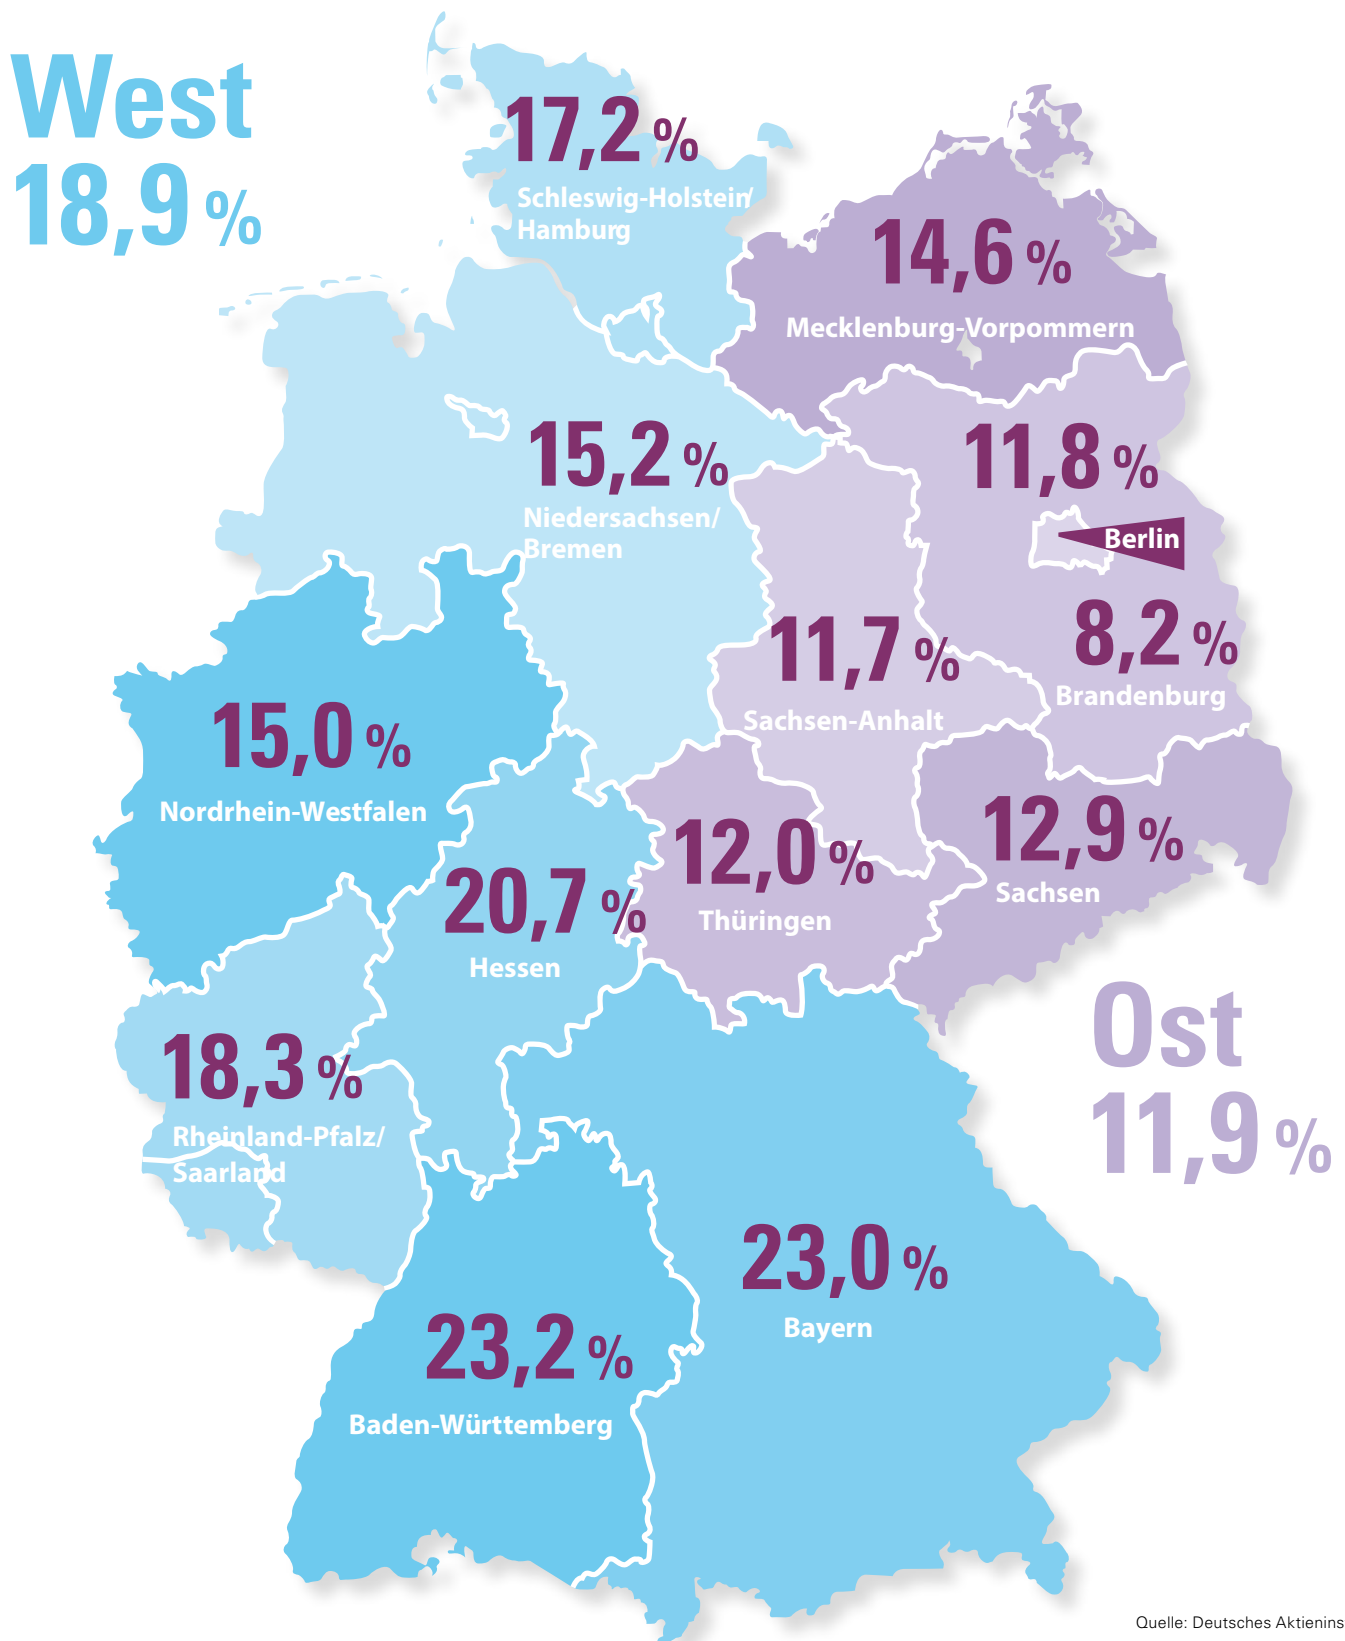 West
18,9 %
17,2 %
Schleswig-Holstein/
Hamburg
14,6 %
Mecklenburg-Vorpommern
15,2 %
Niedersachsen/
Bremen
11,8 %
Berlin
8,2 %
Brandenburg
11,7 %
Sachsen-Anhalt
15,0 %
Nordrhein-Westfalen
12,9 %
Sachsen
12,0 %
Thüringen
20,7 %
Hessen
Ost
11,9 %
18,3 %
Rheinland-Pfalz/
Saarland
23,0 %
Bayern
23,2 %
Baden-Württemberg
Quelle: Deutsches Aktienins